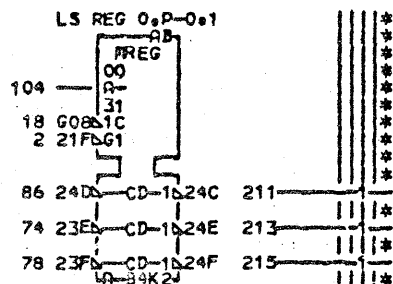 LS REG 0,P-0,1
AB
MREG
00
104 A-
31
18 G08 1C
2 21F G1
86 24D CD-1 24C 211
74 23E CD-1 24E 213
78 23F CD-1 24F 215